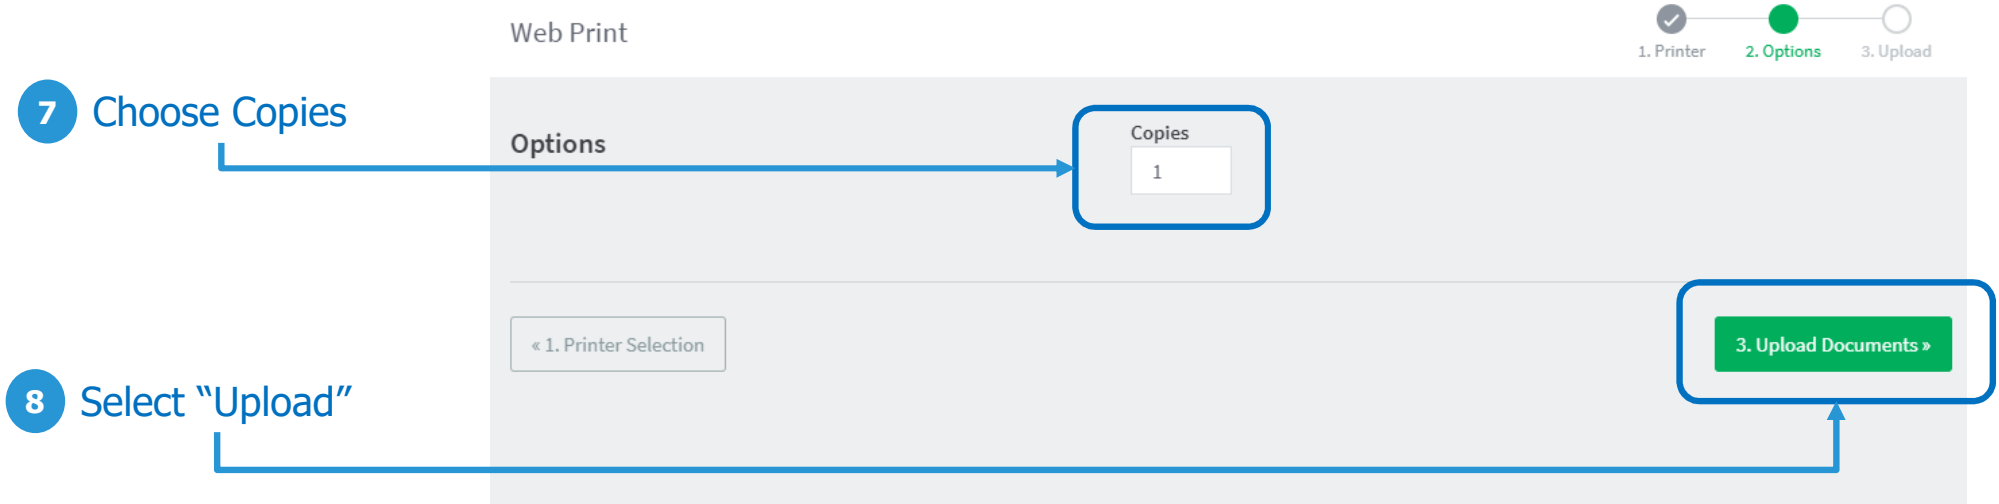 Web Print
1. Printer
2. Options
3. Upload
7 Choose Copies
Options
Copies
1
« 1. Printer Selection
3. Upload Documents »
8 Select “Upload”